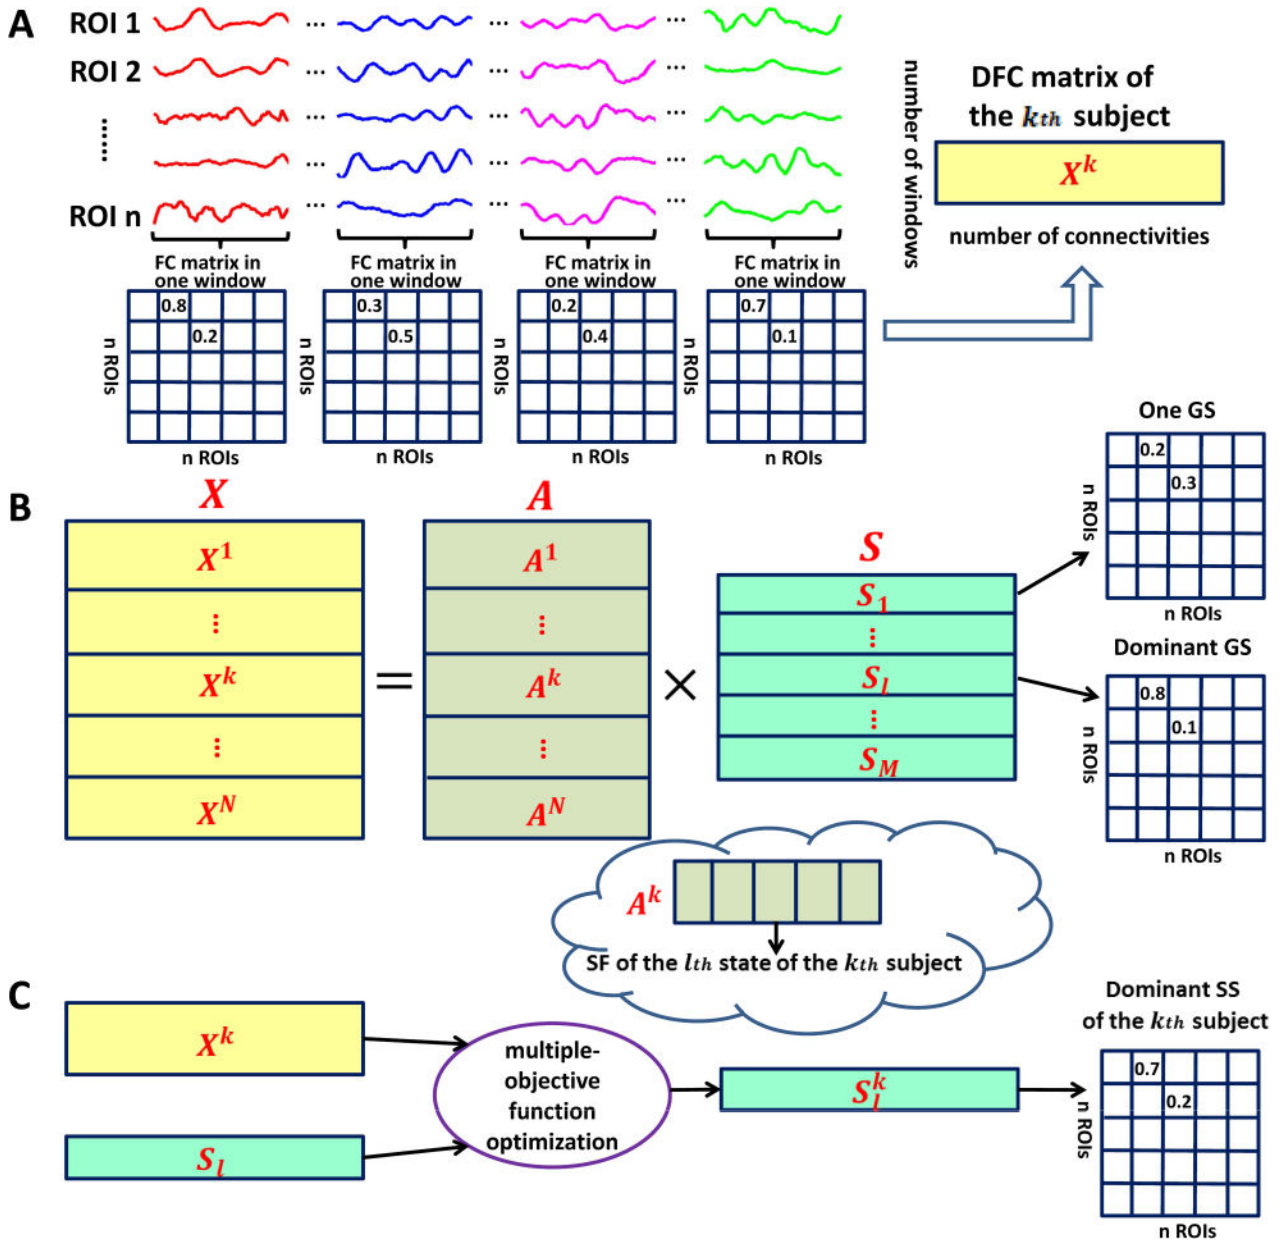 A
ROI 1 ... ... ...
ROI 2 ... ... ...
...... ... ... ...
... ... ...
ROI n ... ... ...
FC matrix in
one window
0.8
0.2
n ROIs
n ROIs
FC matrix in
one window
0.3
0.5
n ROIs
n ROIs
FC matrix in
one window
0.2
0.4
n ROIs
n ROIs
FC matrix in
one window
0.7
0.1
n ROIs
n ROIs
DFC matrix of
the kth subject
number of windows
X^k
number of connectivities
B
X
X^1
⋮
X^k
⋮
X^N
=
A
A^1
⋮
A^k
⋮
A^N
×
S
S_1
⋮
S_l
⋮
S_M
One GS
0.2
0.3
n ROIs
n ROIs
Dominant GS
0.8
0.1
n ROIs
n ROIs
A^k
SF of the lth state of the kth subject
C
X^k
S_l
multiple-
objective
function
optimization
S_l^k
Dominant SS
of the kth subject
0.7
0.2
n ROIs
n ROIs